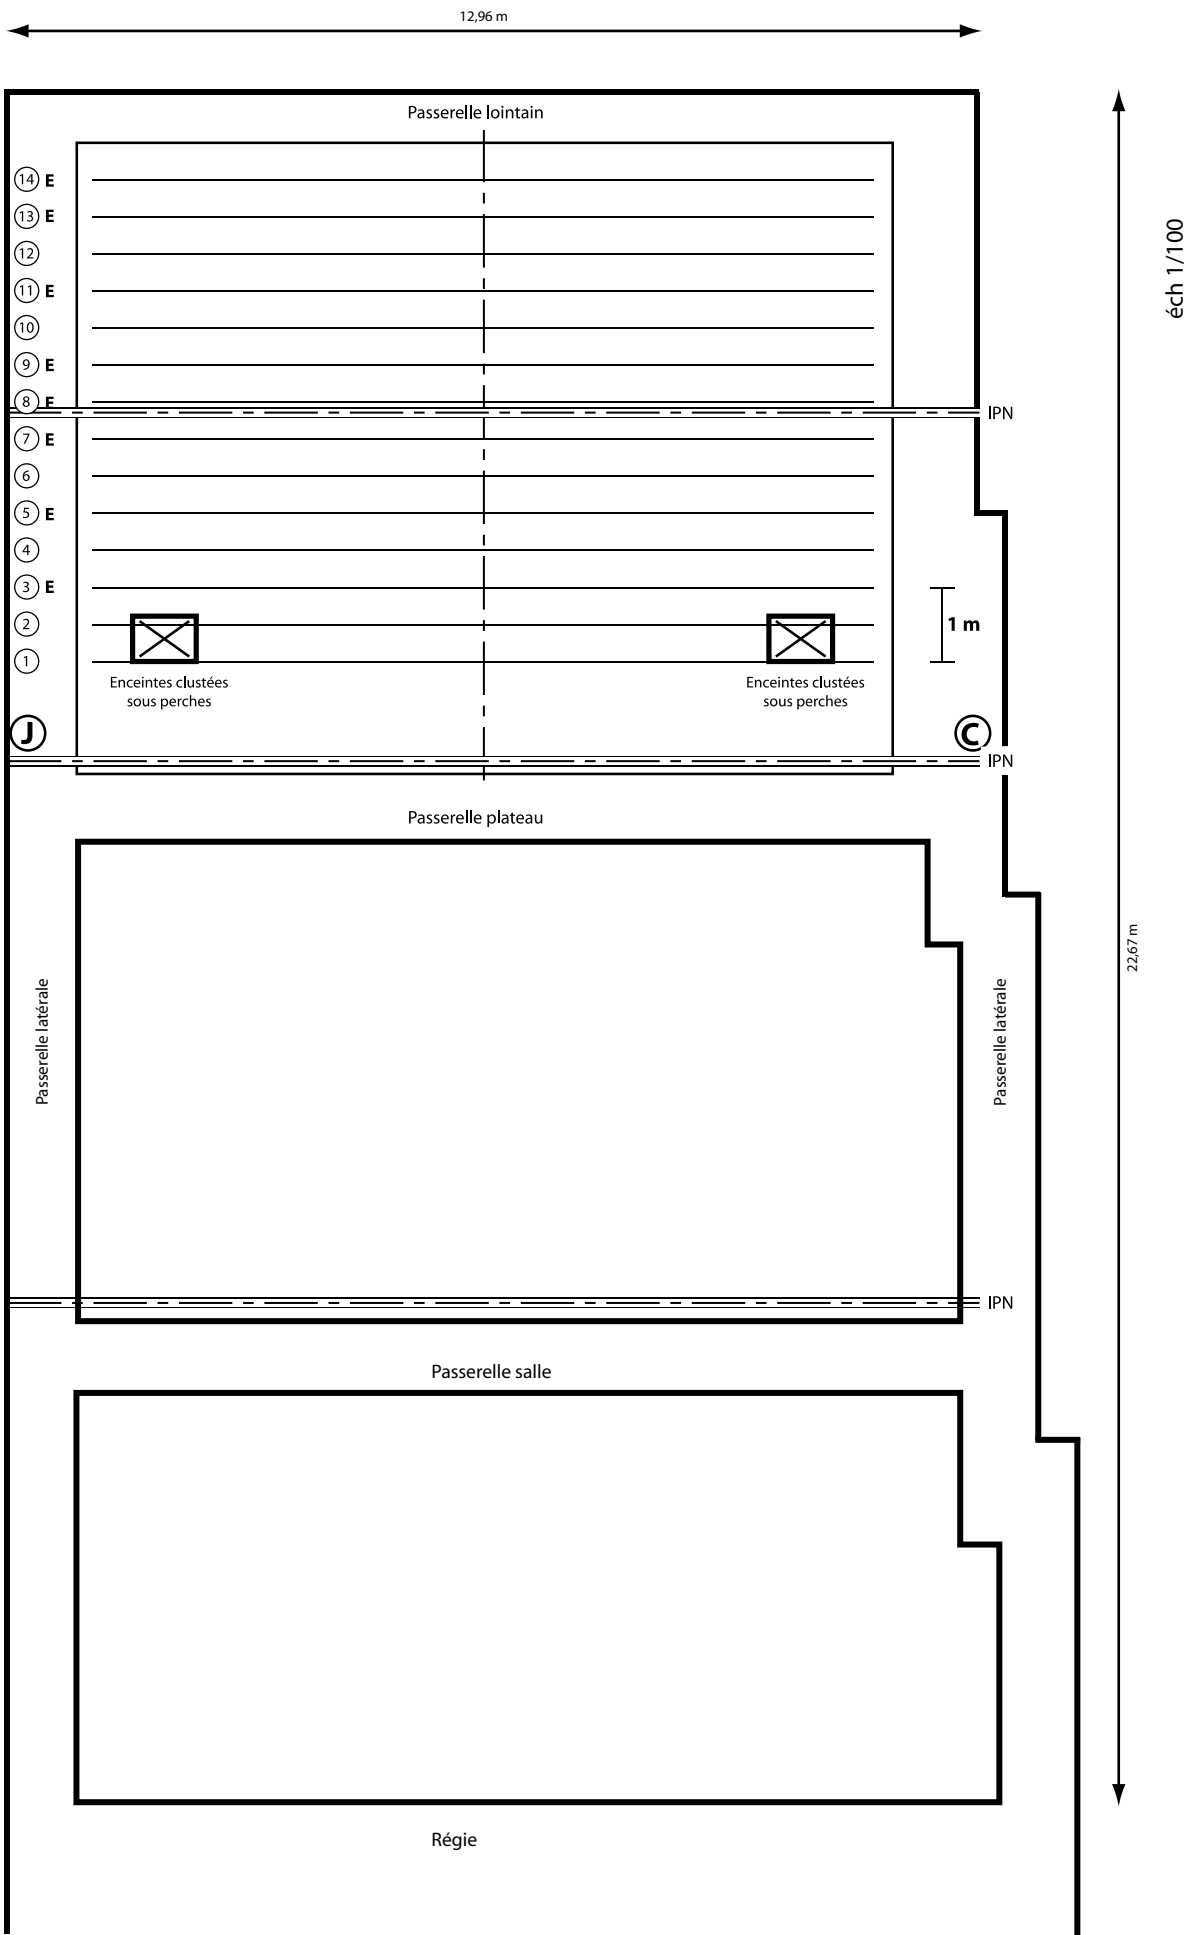 12,96 m
Passerelle lointain
14 E
13 E
12
11 E
10
9 E
8 E
IPN
7 E
6
5 E
4
3 E
2
1 m
1
Enceintes clustées
sous perches
Enceintes clustées
sous perches
J
C
IPN
Passerelle plateau
Passerelle latérale
Passerelle latérale
IPN
Passerelle salle
Régie
éch 1/100
22,67 m